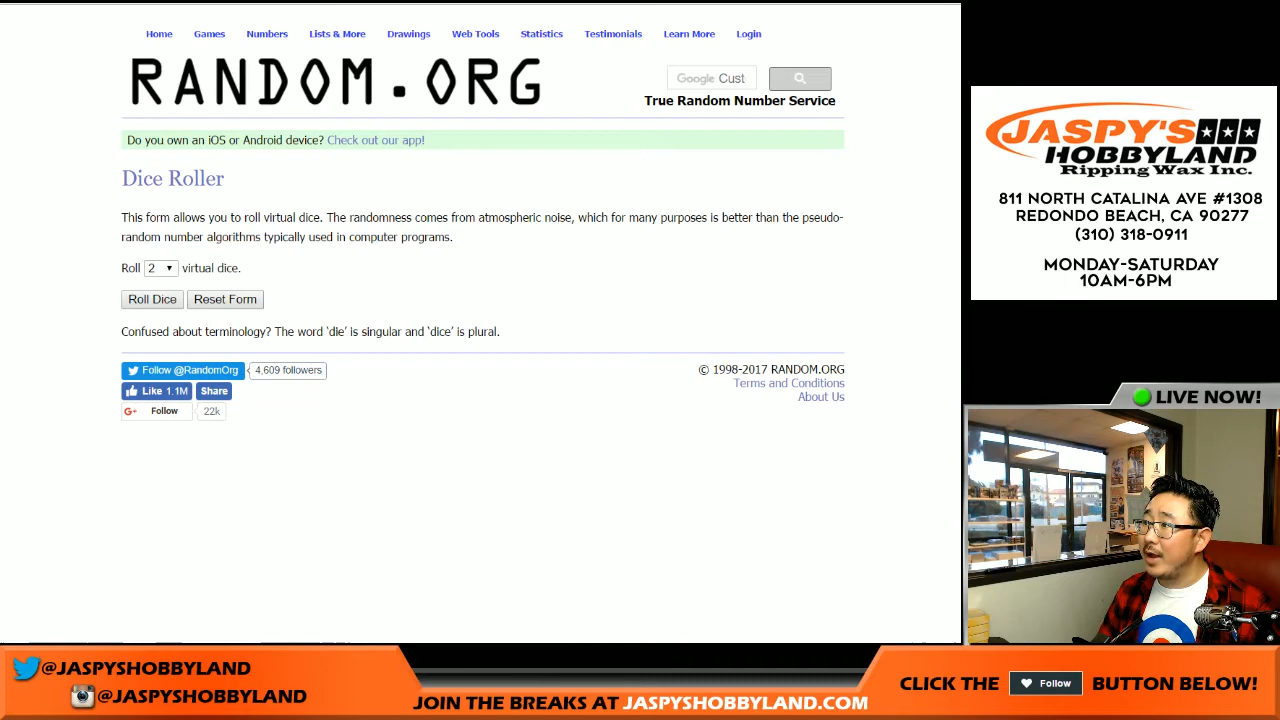 Home Games Numbers Lists & More Drawings Web Tools Statistics Testimonials Learn More Login
RANDOM.ORG
Google Cust
True Random Number Service
Do you own an iOS or Android device? Check out our app!
Dice Roller
This form allows you to roll virtual dice. The randomness comes from atmospheric noise, which for many purposes is better than the pseudo-
random number algorithms typically used in computer programs.
Roll 2 virtual dice.
Roll Dice Reset Form
Confused about terminology? The word ‘die’ is singular and ‘dice’ is plural.
Follow @RandomOrg 4,609 followers
Like 1.1M Share
G+ Follow 22k
© 1998-2017 RANDOM.ORG
Terms and Conditions
About Us
JASPY'S
HOBBYLAND
Ripping Wax Inc.
811 NORTH CATALINA AVE #1308
REDONDO BEACH, CA 90277
(310) 318-0911
MONDAY-SATURDAY
10AM-6PM
LIVE NOW!
@JASPYSHOBBYLAND
@JASPYSHOBBYLAND
JOIN THE BREAKS AT JASPYSHOBBYLAND.COM
CLICK THE Follow BUTTON BELOW!